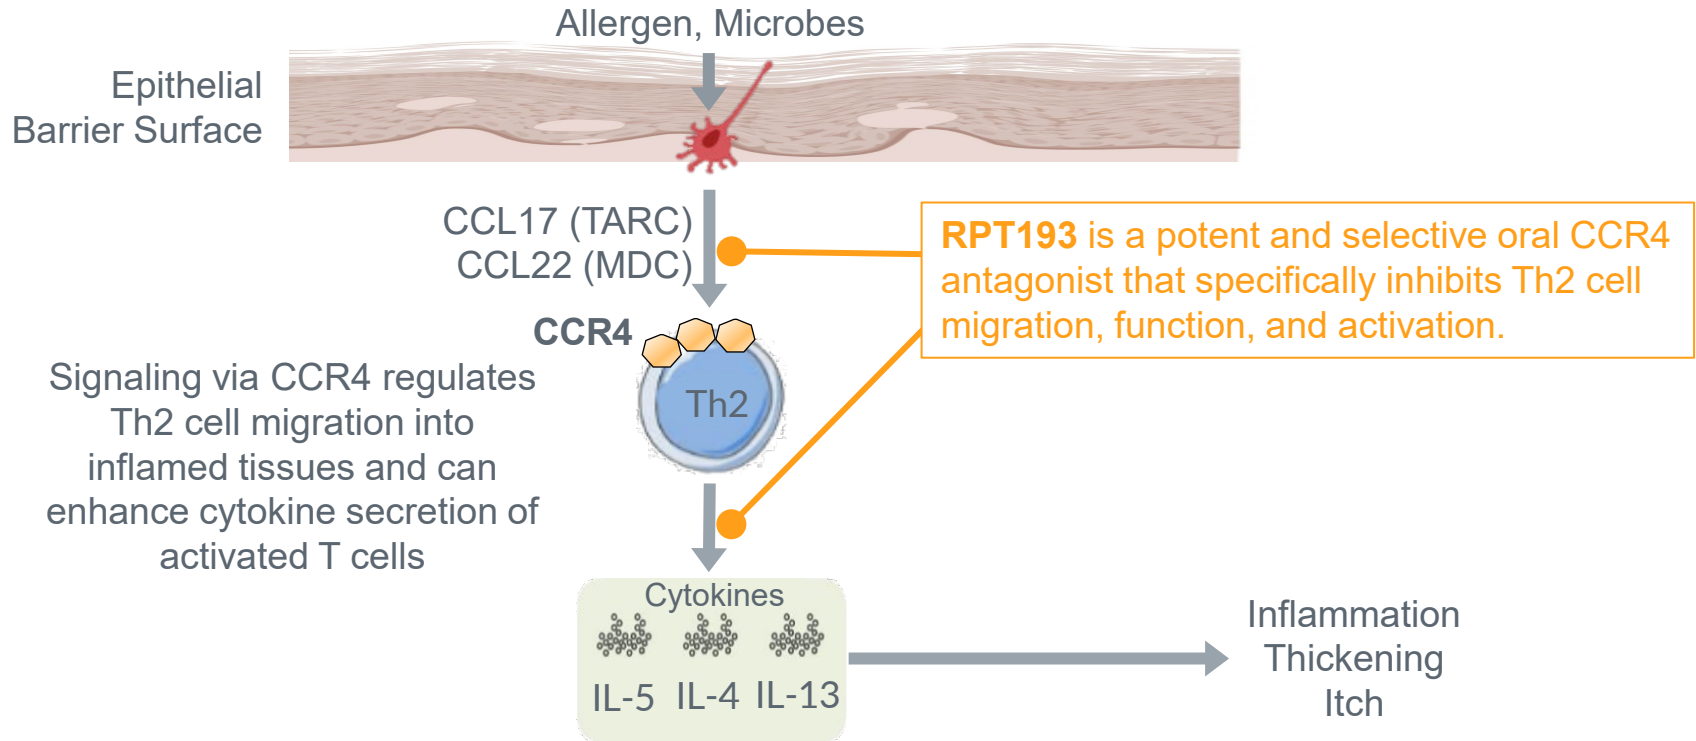 Allergen, Microbes
Epithelial
Barrier Surface
CCL17 (TARC)
CCL22 (MDC)
RPT193 is a potent and selective oral CCR4
antagonist that specifically inhibits Th2 cell
migration, function, and activation.
CCR4
Th2
Signaling via CCR4 regulates
Th2 cell migration into
inflamed tissues and can
enhance cytokine secretion of
activated T cells
Cytokines
IL-5 IL-4 IL-13
Inflammation
Thickening
Itch